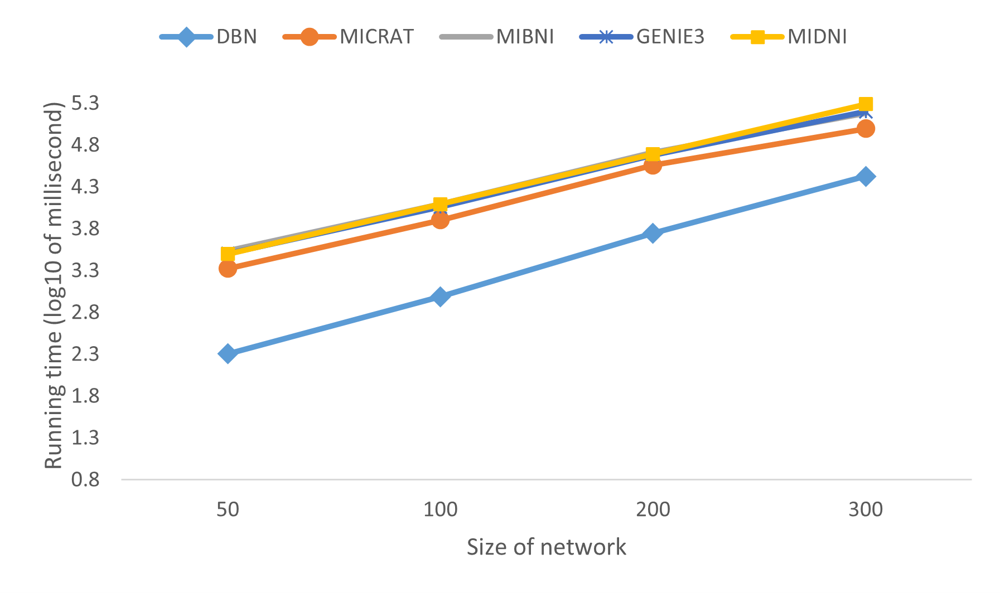 DBN MICRAT MIBNI GENIE3 MIDNI
Running time (log10 of millisecond)
5.3
4.8
4.3
3.8
3.3
2.8
2.3
1.8
1.3
0.8
50 100 200 300
Size of network